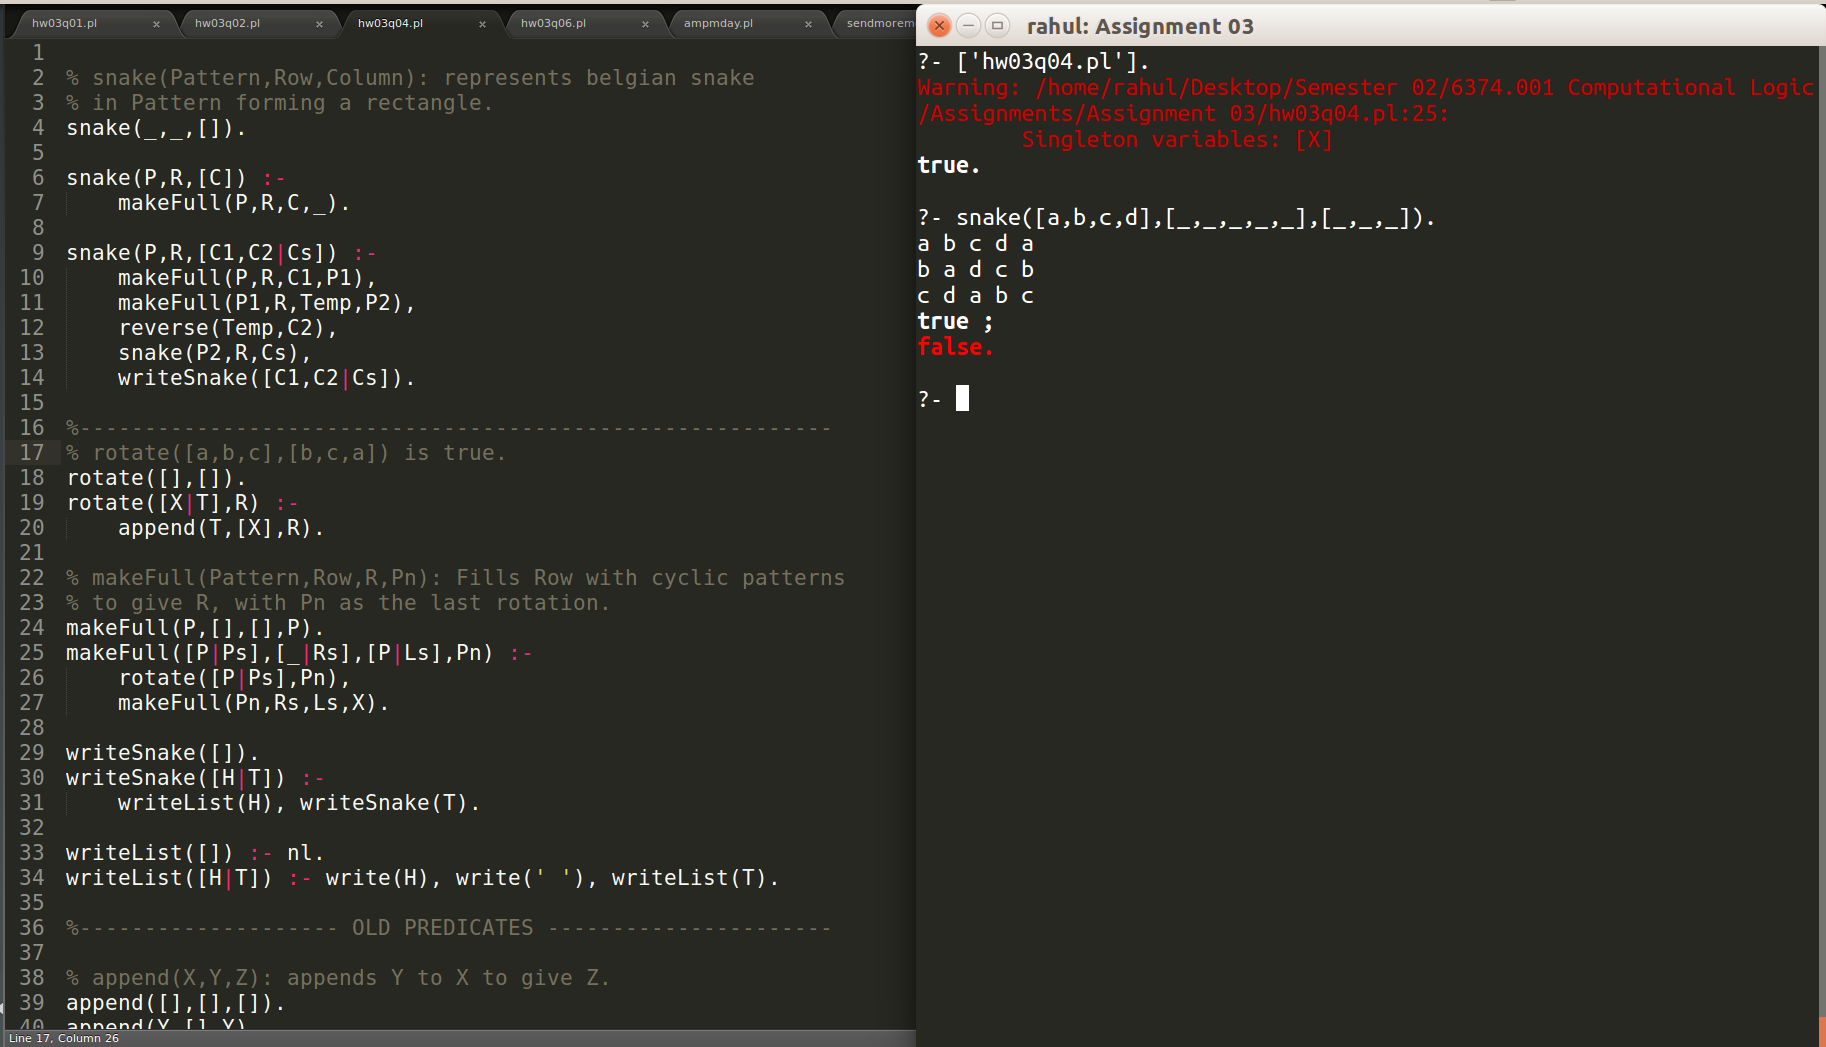 hw03q01.pl × hw03q02.pl × hw03q04.pl × hw03q06.pl × ampmday.pl × sendmorem
1
2 % snake(Pattern,Row,Column): represents belgian snake
3 % in Pattern forming a rectangle.
4 snake(_,_,[]).
5
6 snake(P,R,[C]) :-
7 makeFull(P,R,C,_).
8
9 snake(P,R,[C1,C2|Cs]) :-
10 makeFull(P,R,C1,P1),
11 makeFull(P1,R,Temp,P2),
12 reverse(Temp,C2),
13 snake(P2,R,Cs),
14 writeSnake([C1,C2|Cs]).
15
16 %----------------------------------------------------------
17 % rotate([a,b,c],[b,c,a]) is true.
18 rotate([],[]).
19 rotate([X|T],R) :-
20 append(T,[X],R).
21
22 % makeFull(Pattern,Row,R,Pn): Fills Row with cyclic patterns
23 % to give R, with Pn as the last rotation.
24 makeFull(P,[],[],P).
25 makeFull([P|Ps],[_|Rs],[P|Ls],Pn) :-
26 rotate([P|Ps],Pn),
27 makeFull(Pn,Rs,Ls,X).
28
29 writeSnake([]).
30 writeSnake([H|T]) :-
31 writeList(H), writeSnake(T).
32
33 writeList([]) :- nl.
34 writeList([H|T]) :- write(H), write(' '), writeList(T).
35
36 %-------------------- OLD PREDICATES ----------------------
37
38 % append(X,Y,Z): appends Y to X to give Z.
39 append([],[],[]).
40 append(Y,[],Y).
Line 17, Column 26
rahul: Assignment 03
?- ['hw03q04.pl'].
Warning: /home/rahul/Desktop/Semester 02/6374.001 Computational Logic
/Assignments/Assignment 03/hw03q04.pl:25:
Singleton variables: [X]
true.
?- snake([a,b,c,d],[_,_,_,_,_],[_,_,_]).
a b c d a
b a d c b
c d a b c
true ;
false.
?-